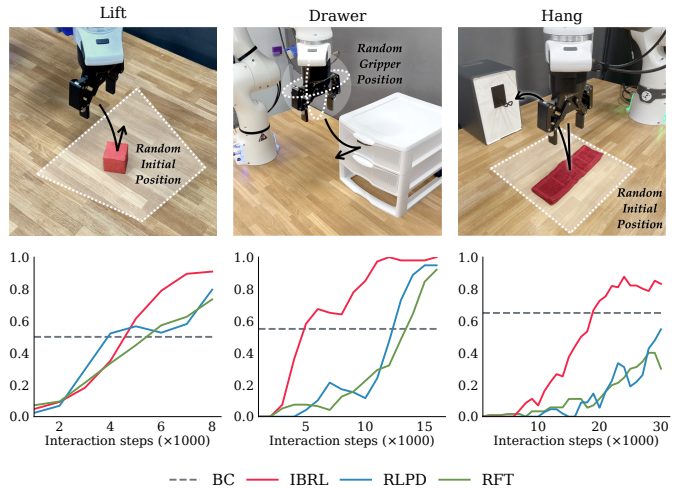 Lift
Drawer
Hang
Random
Initial
Position
Random
Gripper
Position
Random
Initial
Position
1.0
0.8
0.6
0.4
0.2
0.0
2
4
6
8
Interaction steps (×1000)
1.0
0.8
0.6
0.4
0.2
0.0
5
10
15
Interaction steps (×1000)
1.0
0.8
0.6
0.4
0.2
0.0
10
20
30
Interaction steps (×1000)
BC
IBRL
RLPD
RFT